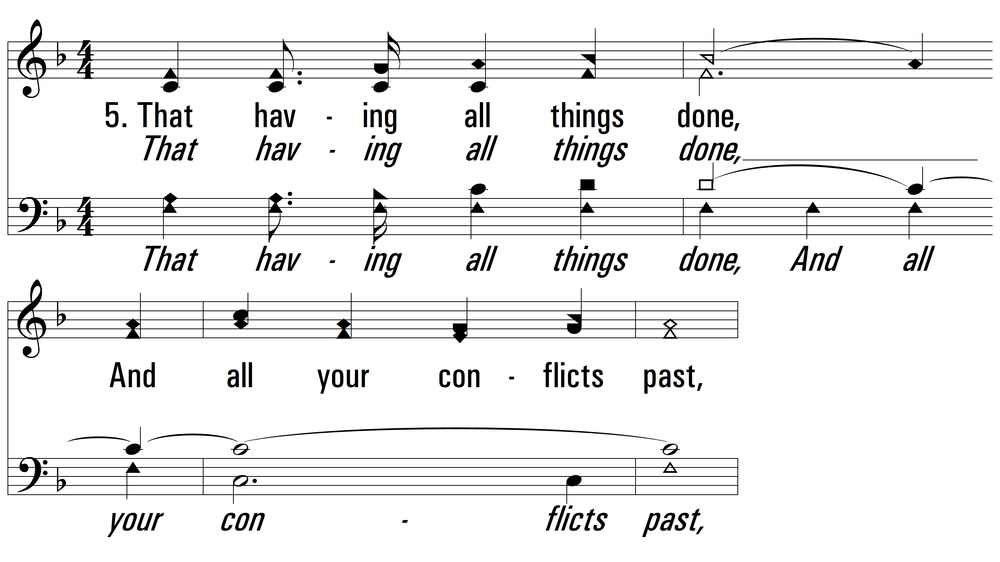 5. That hav - ing all things done,
That hav - ing all things done,
That hav - ing all things done, And all
And all your con - flicts past,
your con - flicts past,